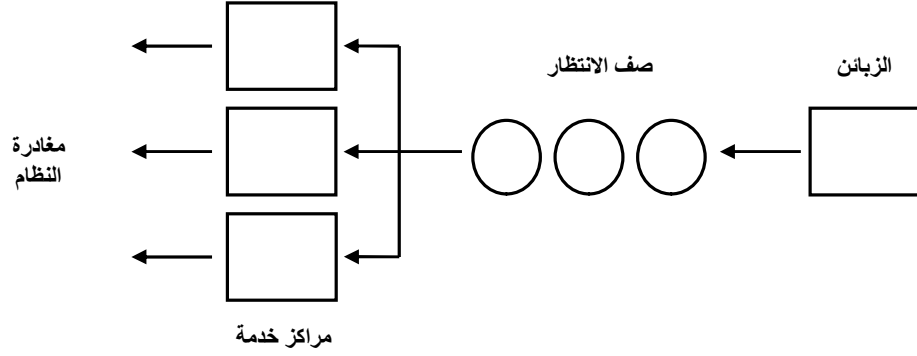 الزبائن
صف الانتظار
مراكز خدمة
مغادرة
النظام